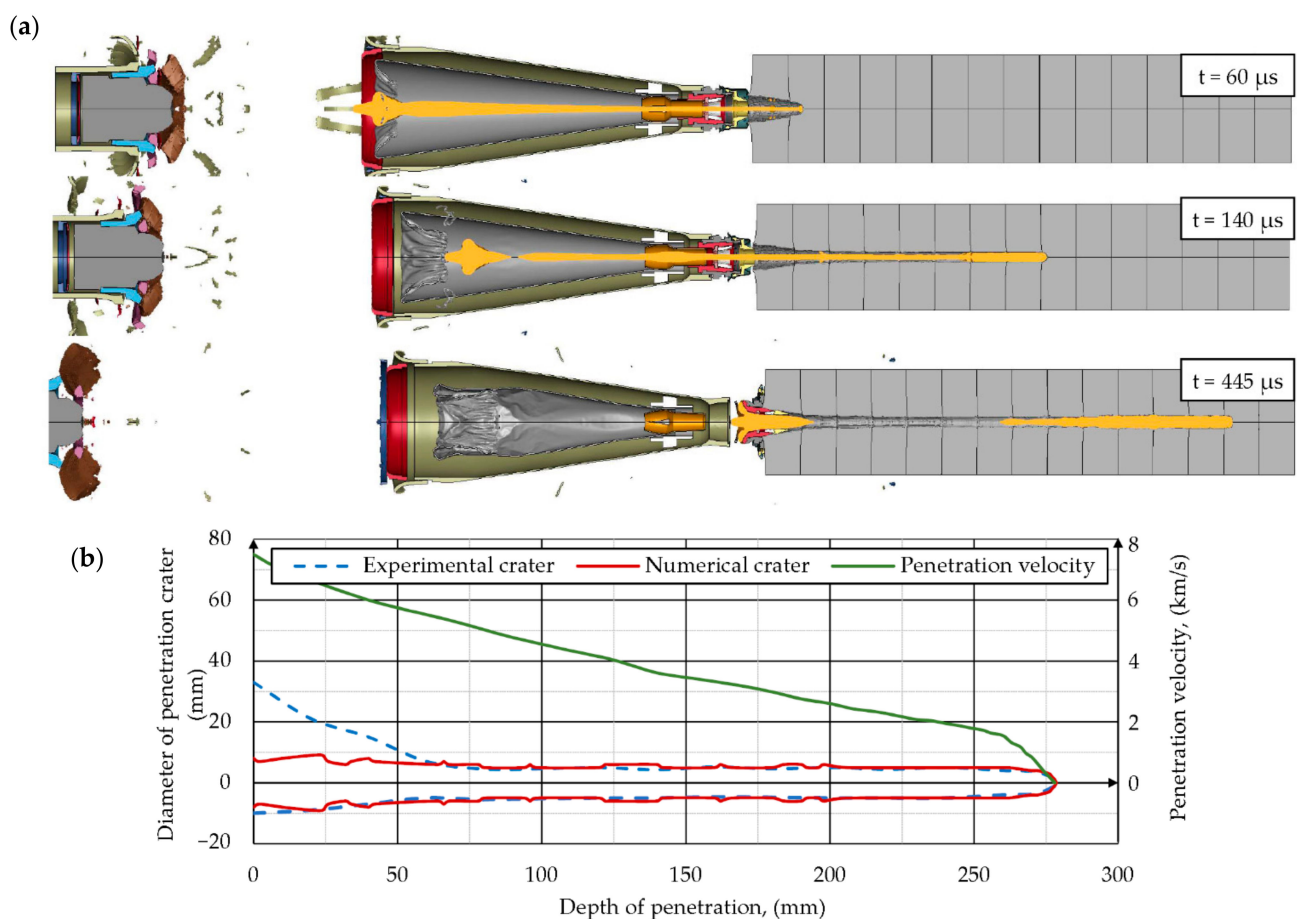 (a)
t = 60 µs
t = 140 µs
t = 445 µs
(b)
Diameter of penetration crater
(mm)
80
60
40
20
0
−20
Experimental crater
Numerical crater
Penetration velocity
8
6
4
2
0
Penetration velocity, (km/s)
0
50
100
150
200
250
300
Depth of penetration, (mm)